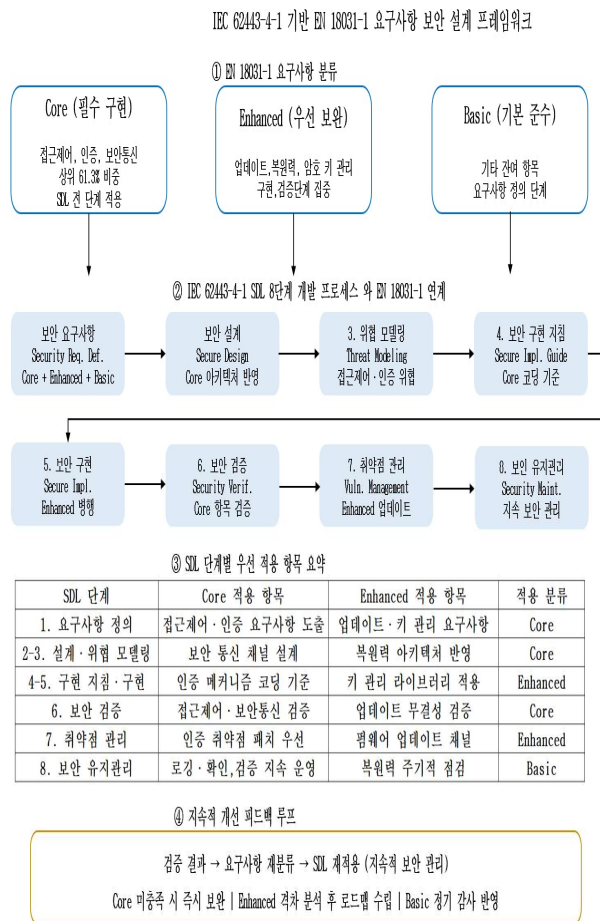 IEC 62443-4-1 기반 EN 18031-1 요구사항 보안 설계 프레임워크
① EN 18031-1 요구사항 분류
Core (필수 구현)
접근제어, 인증, 보안통신
상위 61.3% 비중
SDL 전 단계 적용
Enhanced (우선 보완)
업데이트,복원력, 암호 키 관리
구현,검증단계 집중
Basic (기본 준수)
기타 잔여 항목
요구사항 정의 단계
② IEC 62443-4-1 SDL 8단계 개발 프로세스 와 EN 18031-1 연계
보안 요구사항
Security Req. Def.
Core + Enhanced + Basic
보안 설계
Secure Design
Core 아키텍처 반영
3. 위협 모델링
Threat Modeling
접근제어·인증 위협
4. 보안 구현 지침
Secure Impl. Guide
Core 코딩 기준
5. 보안 구현
Secure Impl.
Enhanced 병행
6. 보안 검증
Security Verif.
Core 항목 검증
7. 취약점 관리
Vuln. Management
Enhanced 업데이트
8. 보인 유지관리
Security Maint.
지속 보안 관리
③ SDL 단계별 우선 적용 항목 요약
SDL 단계 Core 적용 항목 Enhanced 적용 항목 적용 분류
1. 요구사항 정의 접근제어·인증 요구사항 도출 업데이트·키 관리 요구사항 Core
2-3. 설계·위협 모델링 보안 통신 채널 설계 복원력 아키텍처 반영 Core
4-5. 구현 지침·구현 인증 메커니즘 코딩 기준 키 관리 라이브러리 적용 Enhanced
6. 보안 검증 접근제어·보안통신 검증 업데이트 무결성 검증 Core
7. 취약점 관리 인증 취약점 패치 우선 펌웨어 업데이트 채널 Enhanced
8. 보안 유지관리 로깅·확인,검증 지속 운영 복원력 주기적 점검 Basic
④ 지속적 개선 피드백 루프
검증 결과 → 요구사항 재분류 → SDL 재적용 (지속적 보안 관리)
Core 미충족 시 즉시 보완 | Enhanced 격차 분석 후 로드맵 수립 | Basic 정기 감사 반영